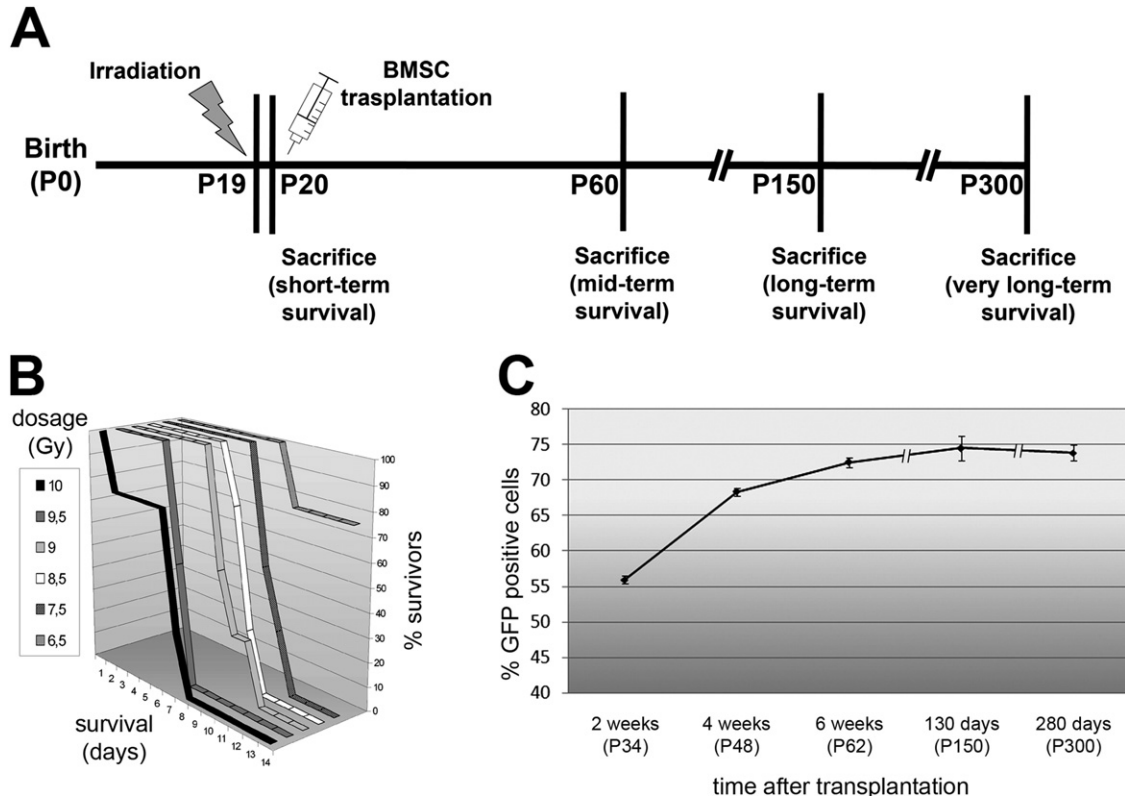 A
Irradiation
BMSC
trasplantation
Birth
(P0)
P19
P20
P60
P150
P300
Sacrifice
(short-term
survival)
Sacrifice
(mid-term
survival)
Sacrifice
(long-term
survival)
Sacrifice
(very long-term
survival)
B
dosage
(Gy)
10
9,5
9
8,5
7,5
6,5
100
90
80
70
60
50
40
30
20
10
0
% survivors
1 2 3 4 5 6 7 8 9 10 11 12 13 14
survival
(days)
C
80
75
70
65
60
55
50
45
40
% GFP positive cells
2 weeks
(P34)
4 weeks
(P48)
6 weeks
(P62)
130 days
(P150)
280 days
(P300)
time after transplantation